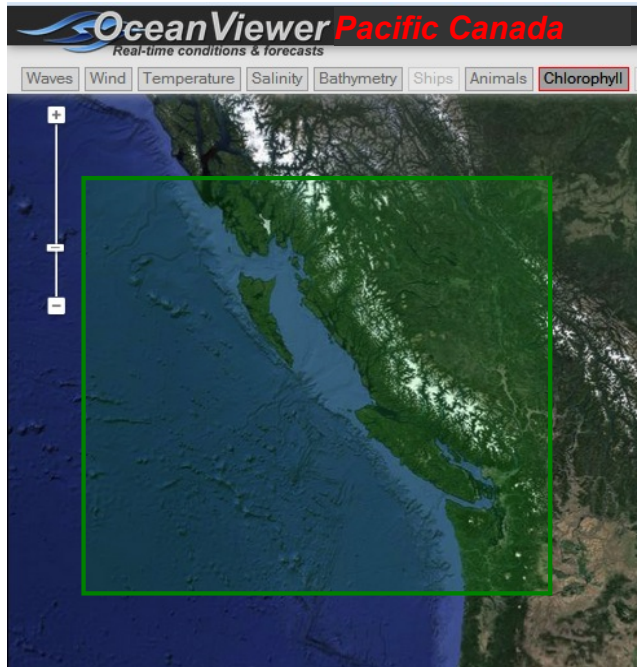 OceanViewer Pacific Canada
Real-time conditions & forecasts
Waves Wind Temperature Salinity Bathymetry Ships Animals Chlorophyll
+
−